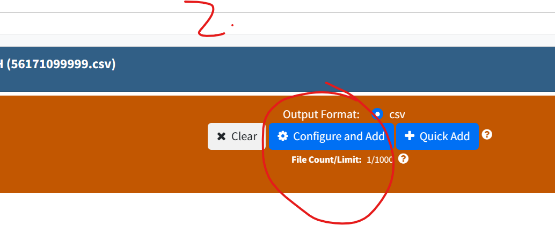 2.
H (56171099999.csv)
Output Format: csv
Clear Configure and Add Quick Add
File Count/Limit: 1/1000